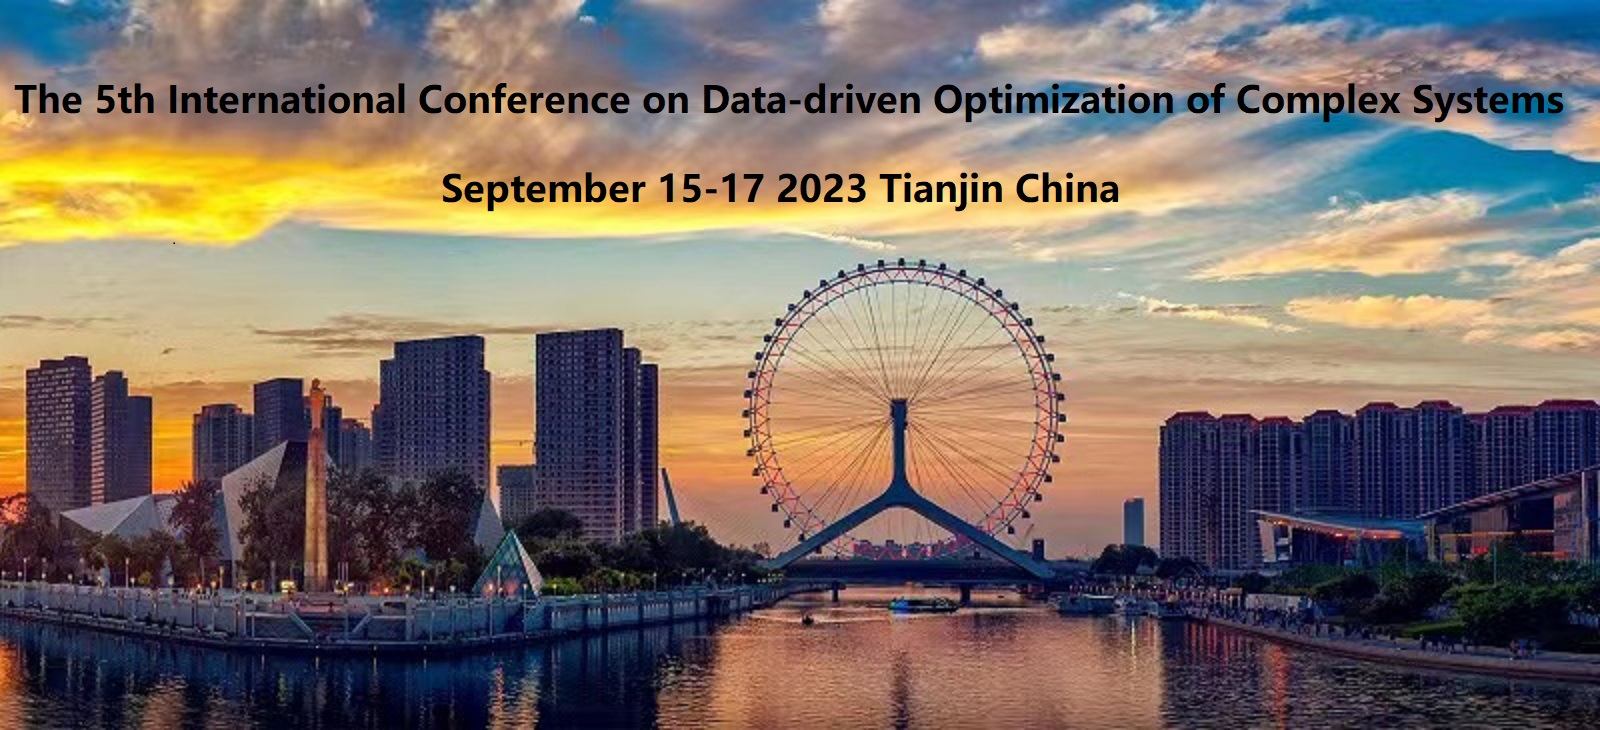 The 5th International Conference on Data-driven Optimization of Complex Systems
September 15-17 2023 Tianjin China